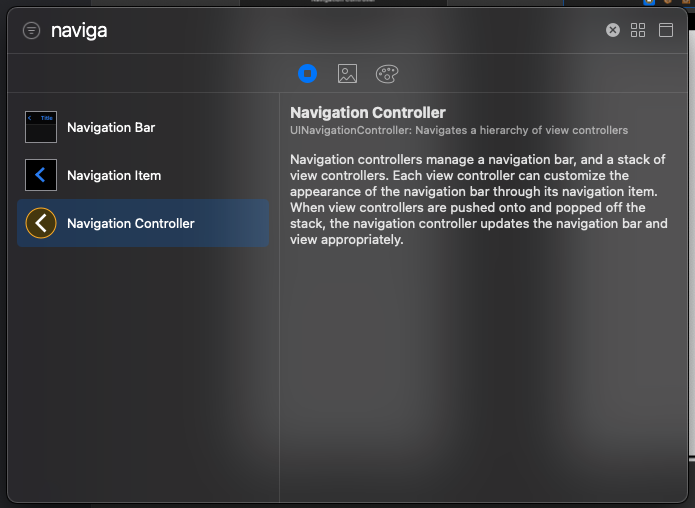 Navigation Controller
naviga
Title
Navigation Bar
Navigation Item
Navigation Controller
Navigation Controller
UINavigationController: Navigates a hierarchy of view controllers
Navigation controllers manage a navigation bar, and a stack of
view controllers. Each view controller can customize the
appearance of the navigation bar through its navigation item.
When view controllers are pushed onto and popped off the
stack, the navigation controller updates the navigation bar and
view appropriately.